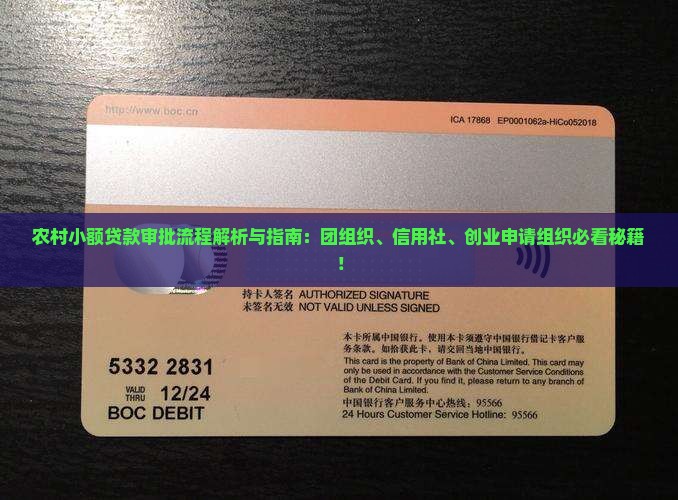 http://www.boc.cn
ICA 17868 EP0001062a-HiCo052018
农村小额贷款审批流程解析与指南：团组织、信用社、创业申请组织必看秘籍
！
持卡人签名 AUTHORIZED SIGNATURE
未签名无效 NOT VALID UNLESS SIGNED
本卡所属中国银行。使用本卡须遵守中国银行借记卡客户服
务条款。如拾获此卡，请交回当地中国银行。
This card is the property of Bank of China Limited. This card may
only be used in accordance with the Customer Service Conditions
of the Debit Card. If you find it, please return to any branch of
Bank of China Limited.
中国银行客户服务中心热线：95566
24 Hours Customer Service Hotline: 95566
5332 2831
VALID
THRU 12/24
BOC DEBIT